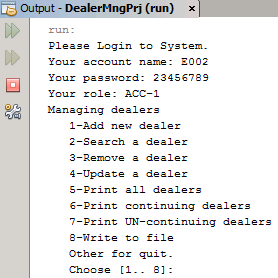 Output - DealerMngPrj (run)
run:
Please Login to System.
Your account name: E002
Your password: 23456789
Your role: ACC-1
Managing dealers
1-Add new dealer
2-Search a dealer
3-Remove a dealer
4-Update a dealer
5-Print all dealers
6-Print continuing dealers
7-Print UN-continuing dealers
8-Write to file
Other for quit.
Choose [1.. 8]: